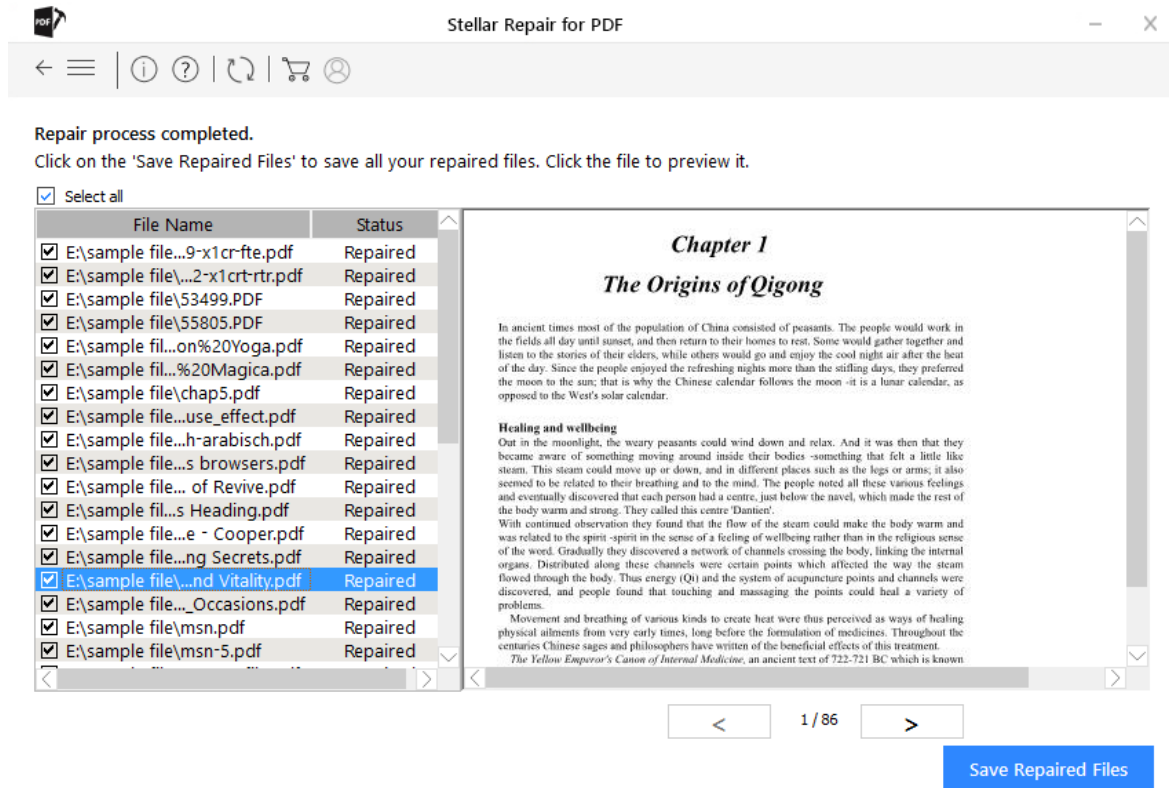 PDF
Stellar Repair for PDF
Repair process completed.
Click on the 'Save Repaired Files' to save all your repaired files. Click the file to preview it.
Select all
File Name Status
E:\sample file...9-x1cr-fte.pdf Repaired
E:\sample file\...2-x1crt-rtr.pdf Repaired
E:\sample file\53499.PDF Repaired
E:\sample file\55805.PDF Repaired
E:\sample fil...on%20Yoga.pdf Repaired
E:\sample fil...%20Magica.pdf Repaired
E:\sample file\chap5.pdf Repaired
E:\sample file...use_effect.pdf Repaired
E:\sample file...h-arabisch.pdf Repaired
E:\sample file...s browsers.pdf Repaired
E:\sample file... of Revive.pdf Repaired
E:\sample fil...s Heading.pdf Repaired
E:\sample file...e - Cooper.pdf Repaired
E:\sample file...ng Secrets.pdf Repaired
E:\sample file\...nd Vitality.pdf Repaired
E:\sample file..._Occasions.pdf Repaired
E:\sample file\msn.pdf Repaired
E:\sample file\msn-5.pdf Repaired
Chapter 1
The Origins of Qigong
In ancient times most of the population of China consisted of peasants. The people would work in
the fields all day until sunset, and then return to their homes to rest. Some would gather together and
listen to the stories of their elders, while others would go and enjoy the cool night air after the heat
of the day. Since the people enjoyed the refreshing nights more than the stifling days, they preferred
the moon to the sun; that is why the Chinese calendar follows the moon -it is a lunar calendar, as
opposed to the West's solar calendar.
Healing and wellbeing
Out in the moonlight, the weary peasants could wind down and relax. And it was then that they
became aware of something moving around inside their bodies -something that felt a little like
steam. This steam could move up or down, and in different places such as the legs or arms; it also
seemed to be related to their breathing and to the mind. The people noted all these various feelings
and eventually discovered that each person had a centre, just below the navel, which made the rest of
the body warm and strong. They called this centre 'Dantien'.
With continued observation they found that the flow of the steam could make the body warm and
was related to the spirit -spirit in the sense of a feeling of wellbeing rather than in the religious sense
of the word. Gradually they discovered a network of channels crossing the body, linking the internal
organs. Distributed along these channels were certain points which affected the way the steam
flowed through the body. Thus energy (Qi) and the system of acupuncture points and channels were
discovered, and people found that touching and massaging the points could heal a variety of
problems.
Movement and breathing of various kinds to create heat were thus perceived as ways of healing
physical ailments from very early times, long before the formulation of medicines. Throughout the
centuries Chinese sages and philosophers have written of the beneficial effects of this treatment.
The Yellow Emperor's Canon of Internal Medicine, an ancient text of 722-721 BC which is known
< 1 / 86 >
Save Repaired Files